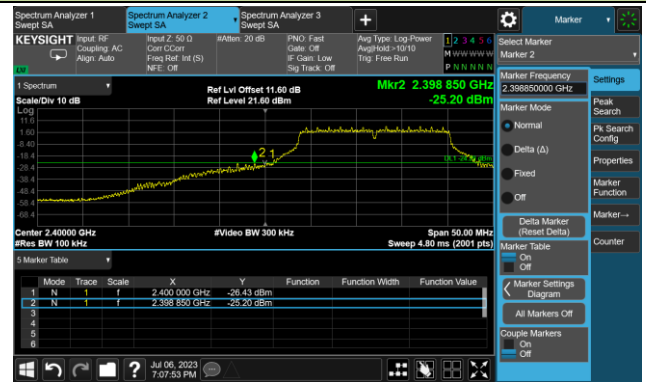 Spectrum Analyzer 1
Swept SA
Spectrum Analyzer 2
Swept SA
Spectrum Analyzer 3
Swept SA
+
Marker
KEYSIGHT
Input: RF
Coupling: AC
Align: Auto
Input Z: 50 Ω
Corr CCorr
Freq Ref: Int (S)
NFE: Off
#Atten: 20 dB
PNO: Fast
Gate: Off
IF Gain: Low
Sig Track: Off
Avg Type: Log-Power
Avg|Hold:>10/10
Trig: Free Run
1 2 3 4 5 6
M W W W W W
P N N N N N
Select Marker
Marker 2
1 Spectrum
Scale/Div 10 dB
Ref Lvl Offset 11.60 dB
Ref Level 21.60 dBm
Mkr2 2.398 850 GHz
-25.20 dBm
Log
11.6
1.60
-8.40
-18.4
-28.4
-38.4
-48.4
-58.4
-68.4
2
1
Center 2.40000 GHz
#Res BW 100 kHz
#Video BW 300 kHz
Span 50.00 MHz
Sweep 4.80 ms (2001 pts)
5 Marker Table
Mode Trace Scale X Y Function Function Width Function Value
1 N 1 f 2.400 000 GHz -26.43 dBm
2 N 1 f 2.398 850 GHz -25.20 dBm
3
4
5
6
Marker Frequency
2.398850000 GHz
Marker Mode
Normal
Delta (Δ)
Fixed
Off
Delta Marker
(Reset Delta)
Marker Table
On
Off
Marker Settings
Diagram
All Markers Off
Couple Markers
On
Off
Settings
Peak
Search
Pk Search
Config
Properties
Marker
Function
Marker→
Counter
?
Jul 06, 2023
7:07:53 PM